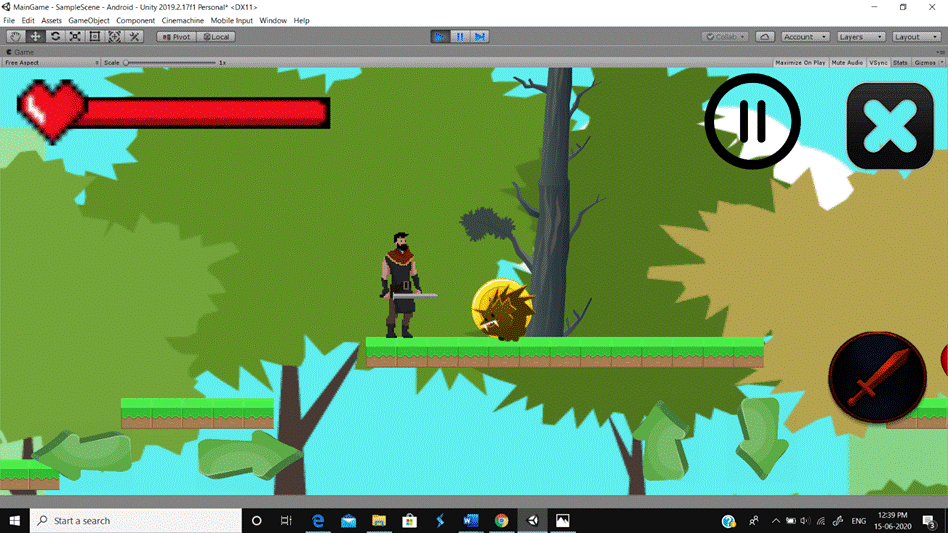 MainGame - SampleScene - Android - Unity 2019.2.17f1 Personal* <DX11>
File Edit Assets GameObject Component Cinemachine Mobile Input Window Help
Pivot Local Collab Account Layers Layout
Game
Free Aspect Scale 1x Maximize On Play Mute Audio VSync Stats Gizmos
Start a search
ENG
12:39 PM
15-06-2020
3